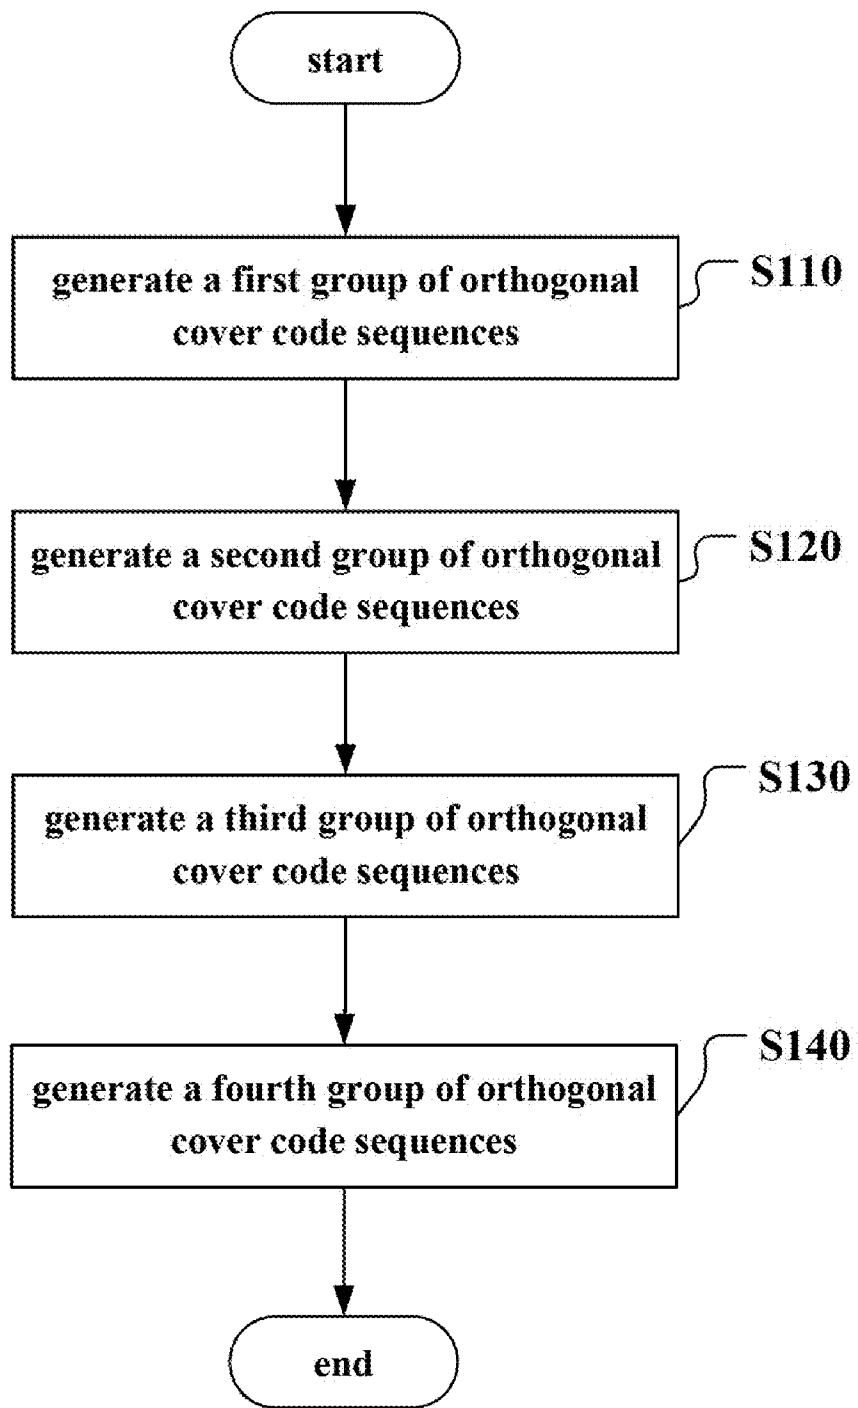 start
generate a first group of orthogonal
cover code sequences
S110
generate a second group of orthogonal
cover code sequences
S120
generate a third group of orthogonal
cover code sequences
S130
generate a fourth group of orthogonal
cover code sequences
S140
end